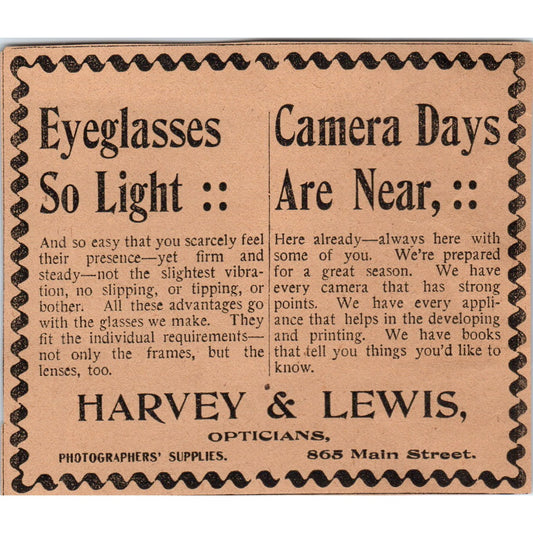 Eyeglasses
So Light ::
And so easy that you scarcely feel
their presence—yet firm and
steady—not the slightest vibra-
tion, no slipping, or tipping, or
bother. All these advantages go
with the glasses we make. They
fit the individual requirements—
not only the frames, but the
lenses, too.
Camera Days
Are Near, ::
Here already—always here with
some of you. We're prepared
for a great season. We have
every camera that has strong
points. We have every appli-
ance that helps in the developing
and printing. We have books
that tell you things you'd like to
know.
HARVEY & LEWIS,
OPTICIANS,
PHOTOGRAPHERS' SUPPLIES. 865 Main Street.